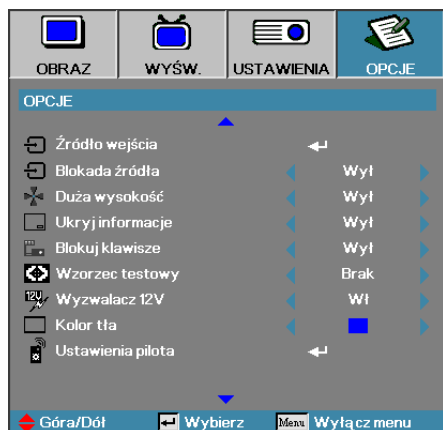 OBRAZ WYŚW. USTAWIENIA OPCJE
OPCJE
Źródło wejścia
Blokada źródła Wył
Duża wysokość Wył
Ukryj informacje Wył
Blokuj klawisze Wył
Wzorzec testowy Brak
12V Wyzwalacz 12V Wł
Kolor tła
Ustawienia pilota
Góra/Dół Wybierz Menu Wyłącz menu